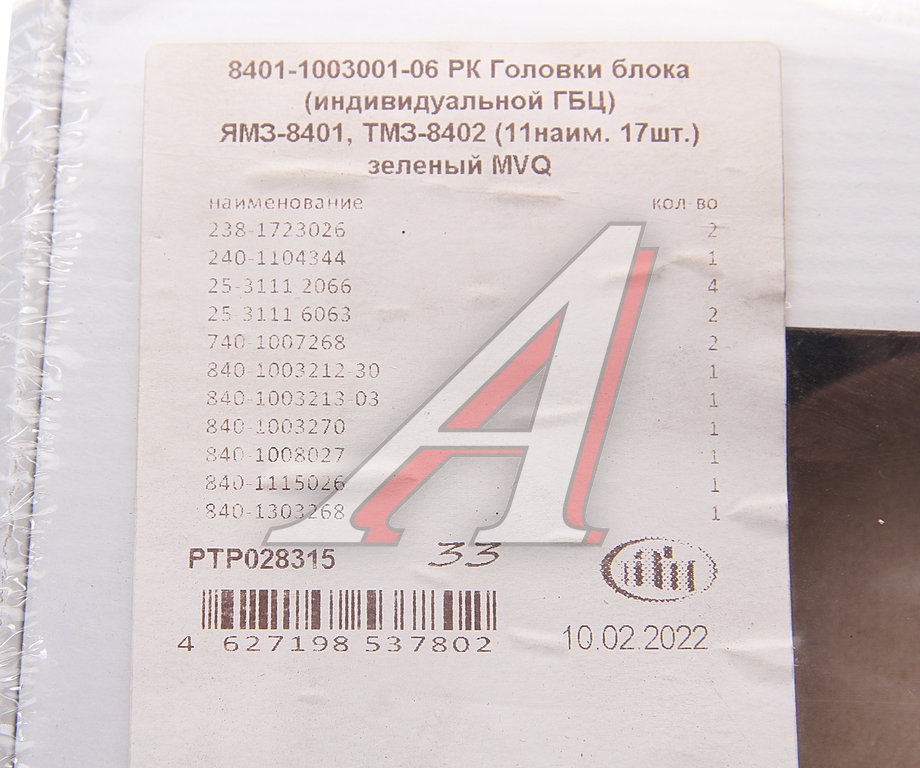 8401-1003001-06 РК Головки блока
(индивидуальной ГБЦ)
ЯМЗ-8401, ТМЗ-8402 (11наим. 17шт.)
зеленый MVQ
наименование кол-во
238-1723026 2
240-1104344 1
25-3111 2066 4
25-3111 6063 2
740-1007268 2
840-1003212-30 1
840-1003213-03 1
840-1003270 1
840-1008027 1
840-1115026 1
840-1303268 1
РТР028315 33
4 627198 537802
10.02.2022